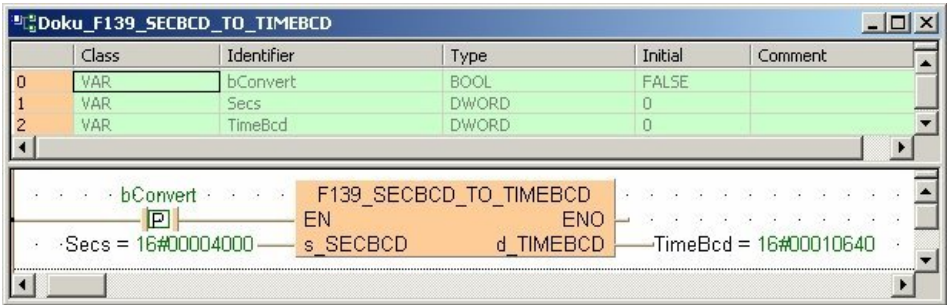 Doku_F139_SECBCD_TO_TIMEBCD
Class Identifier Type Initial Comment
0 VAR bConvert BOOL FALSE
1 VAR Secs DWORD 0
2 VAR TimeBcd DWORD 0
bConvert F139_SECBCD_TO_TIMEBCD
P EN ENO
Secs = 16#00004000 s_SECBCD d_TIMEBCD TimeBcd = 16#00010640